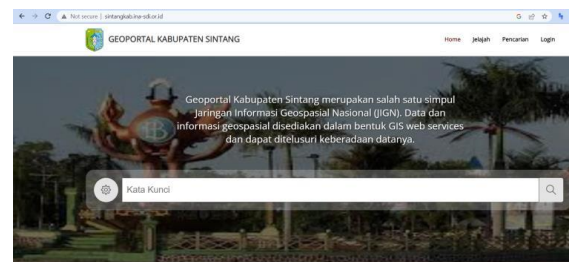 Not secure | sintangkab.ina-sdi.or.id
GEOPORTAL KABUPATEN SINTANG
Home Jelajah Pencarian Login
Geoportal Kabupaten Sintang merupakan salah satu simpul
Jaringan Informasi Geospasial Nasional (JIGN). Data dan
informasi geospasial disediakan dalam bentuk GIS web services
dan dapat ditelusuri keberadaan datanya.
Kata Kunci